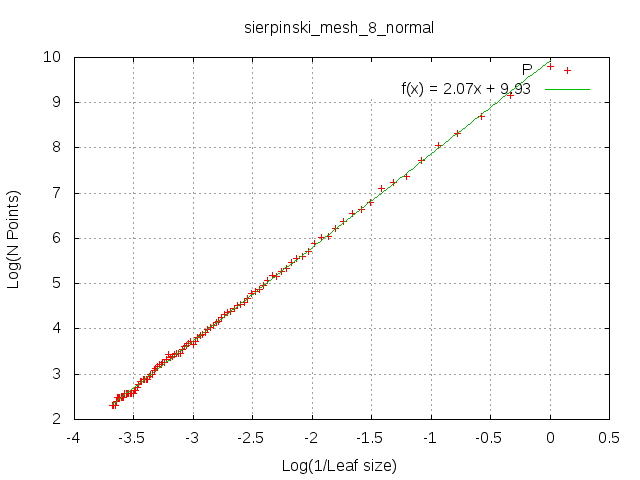 sierpinski_mesh_8_normal
10
9
8
7
6
5
4
3
2
Log(N Points)
P
f(x) = 2.07x + 9.93
-4 -3.5 -3 -2.5 -2 -1.5 -1 -0.5 0 0.5
Log(1/Leaf size)